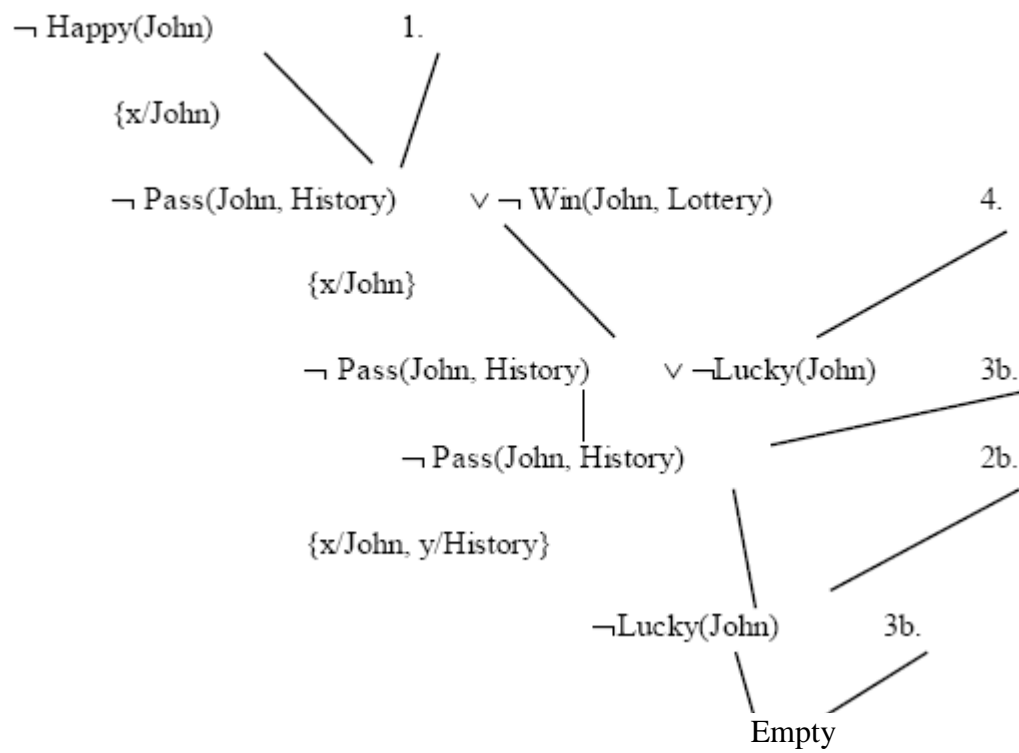 ¬ Happy(John) 1.
{x/John)
¬ Pass(John, History) ∨ ¬ Win(John, Lottery) 4.
{x/John}
¬ Pass(John, History) ∨ ¬Lucky(John) 3b.
¬ Pass(John, History) 2b.
{x/John, y/History}
¬Lucky(John) 3b.
Empty